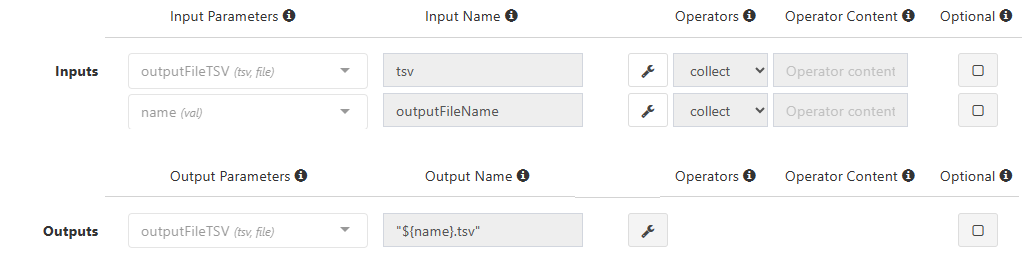 Input Parameters Input Name Operators Operator Content Optional
Inputs outputFileTSV (tsv, file) tsv collect Operator content
name (val) outputFileName collect Operator content
Output Parameters Output Name Operators Operator Content Optional
Outputs outputFileTSV (tsv, file) "${name}.tsv"